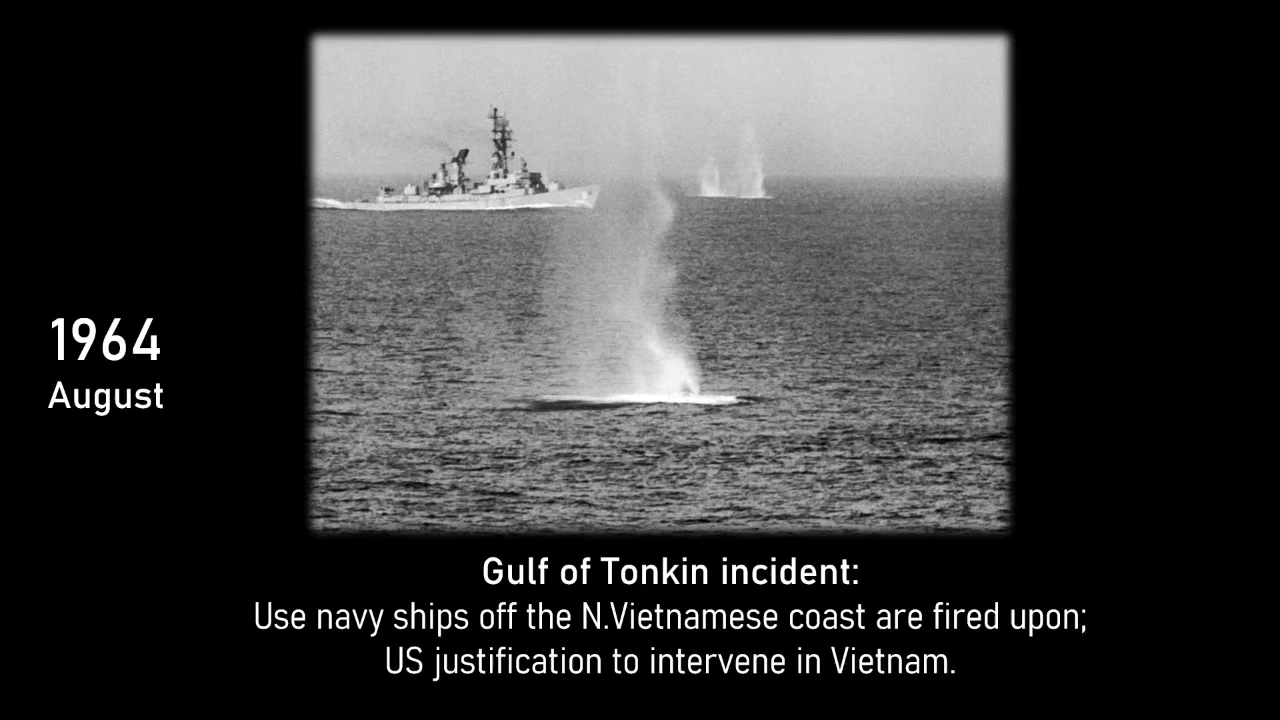 1964
August
Gulf of Tonkin incident:
Use navy ships off the N.Vietnamese coast are fired upon;
US justification to intervene in Vietnam.